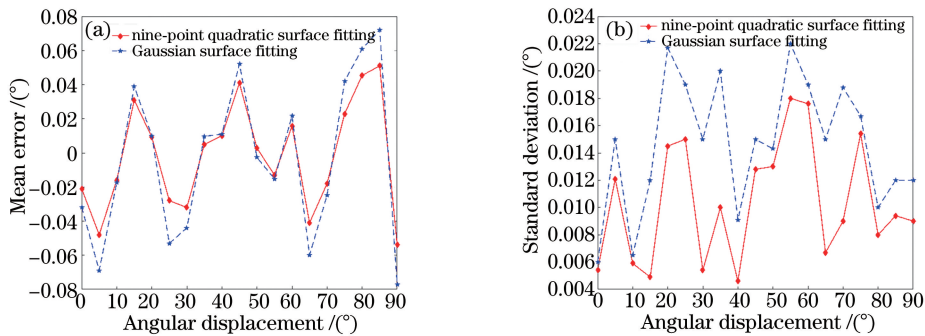 (a)
nine-point quadratic surface fitting
Gaussian surface fitting
Mean error /(°)
0.08
0.06
0.04
0.02
0
−0.02
−0.04
−0.06
−0.08
0 10 20 30 40 50 60 70 80 90
Angular displacement /(°)
(b)
nine-point quadratic surface fitting
Gaussian surface fitting
Standard deviation /(°)
0.024
0.022
0.020
0.018
0.016
0.014
0.012
0.010
0.008
0.006
0.004
0 10 20 30 40 50 60 70 80 90
Angular displacement /(°)